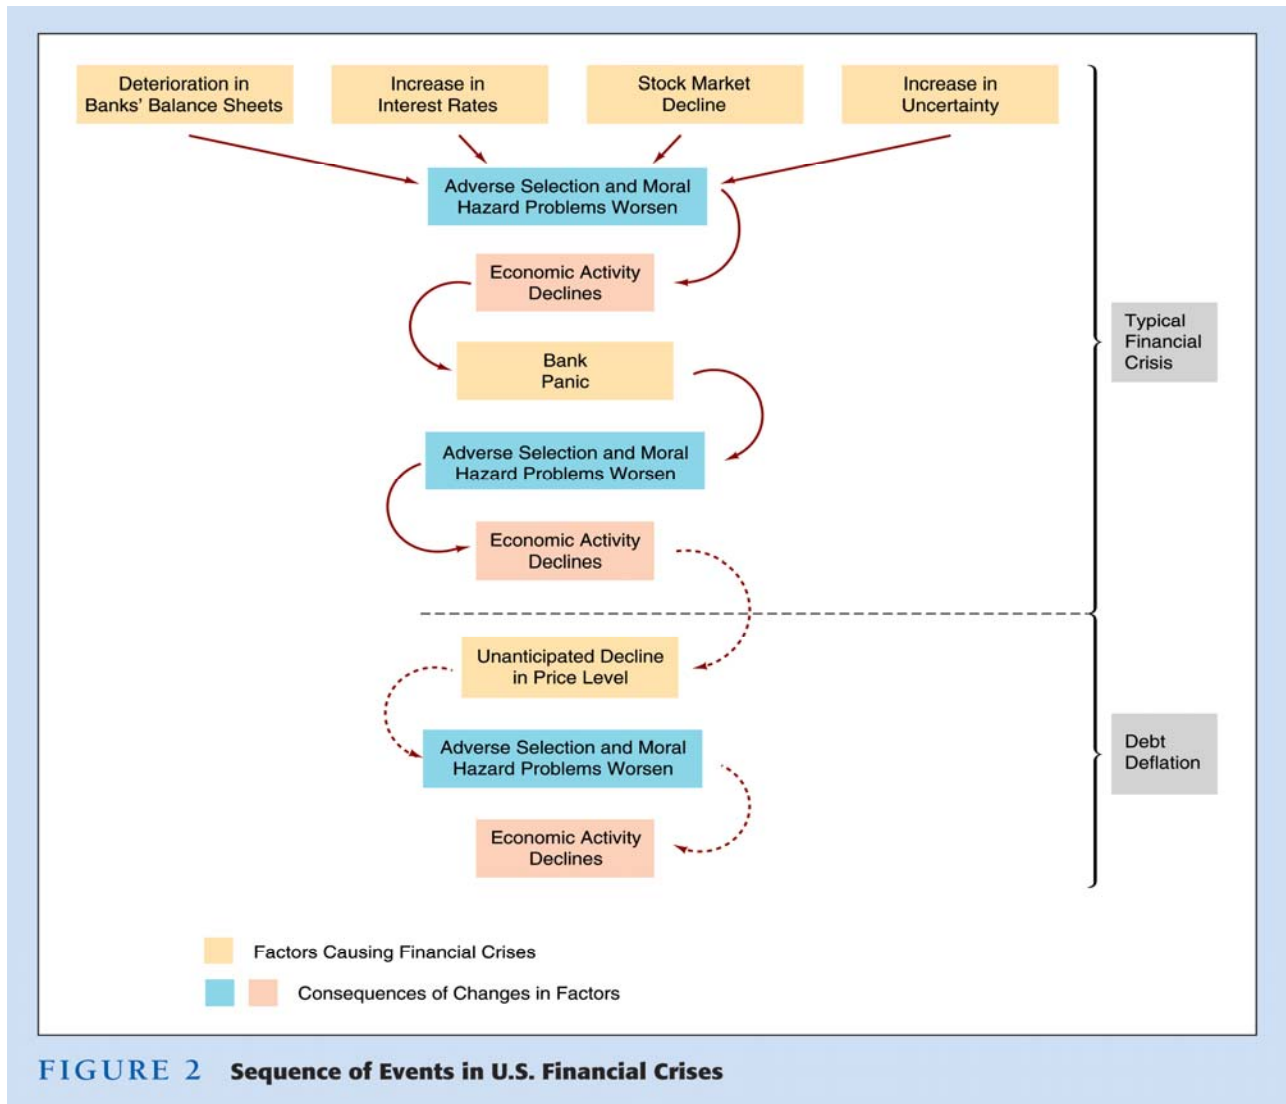 Deterioration in
Banks' Balance Sheets
Increase in
Interest Rates
Stock Market
Decline
Increase in
Uncertainty
Adverse Selection and Moral
Hazard Problems Worsen
Economic Activity
Declines
Bank
Panic
Adverse Selection and Moral
Hazard Problems Worsen
Economic Activity
Declines
Typical
Financial
Crisis
Unanticipated Decline
in Price Level
Adverse Selection and Moral
Hazard Problems Worsen
Economic Activity
Declines
Debt
Deflation
Factors Causing Financial Crises
Consequences of Changes in Factors
FIGURE 2 Sequence of Events in U.S. Financial Crises